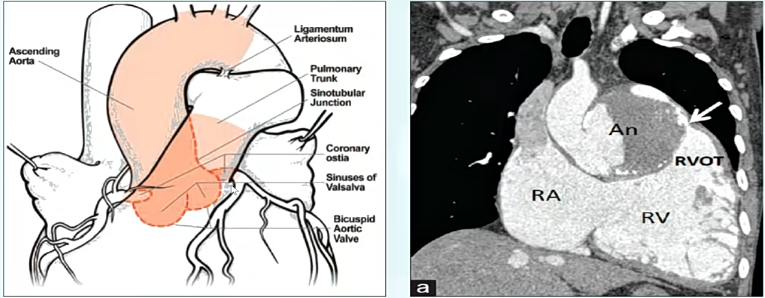 Ligamentum
Arteriosum
Ascending
Aorta
Pulmonary
Trunk
Sinotubular
Junction
Coronary
ostia
Sinuses of
Valsalva
Bicuspid
Aortic
Valve
An
RVOT
RA
RV
a